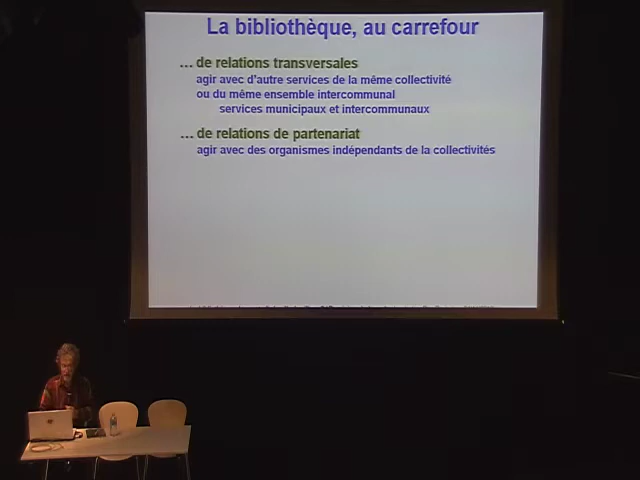 La bibliothèque, au carrefour
... de relations transversales
agir avec d'autre services de la même collectivité
ou du même ensemble intercommunal
services municipaux et intercommunaux
... de relations de partenariat
agir avec des organismes indépendants de la collectivités